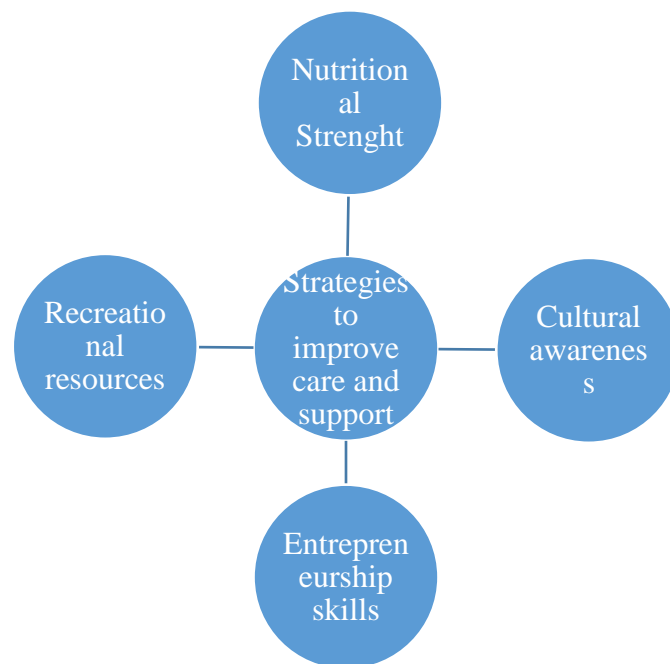 Nutrition
al
Strenght
Recreatio
nal
resources
Strategies
to
improve
care and
support
Cultural
awarenes
s
Entrepren
eurship
skills